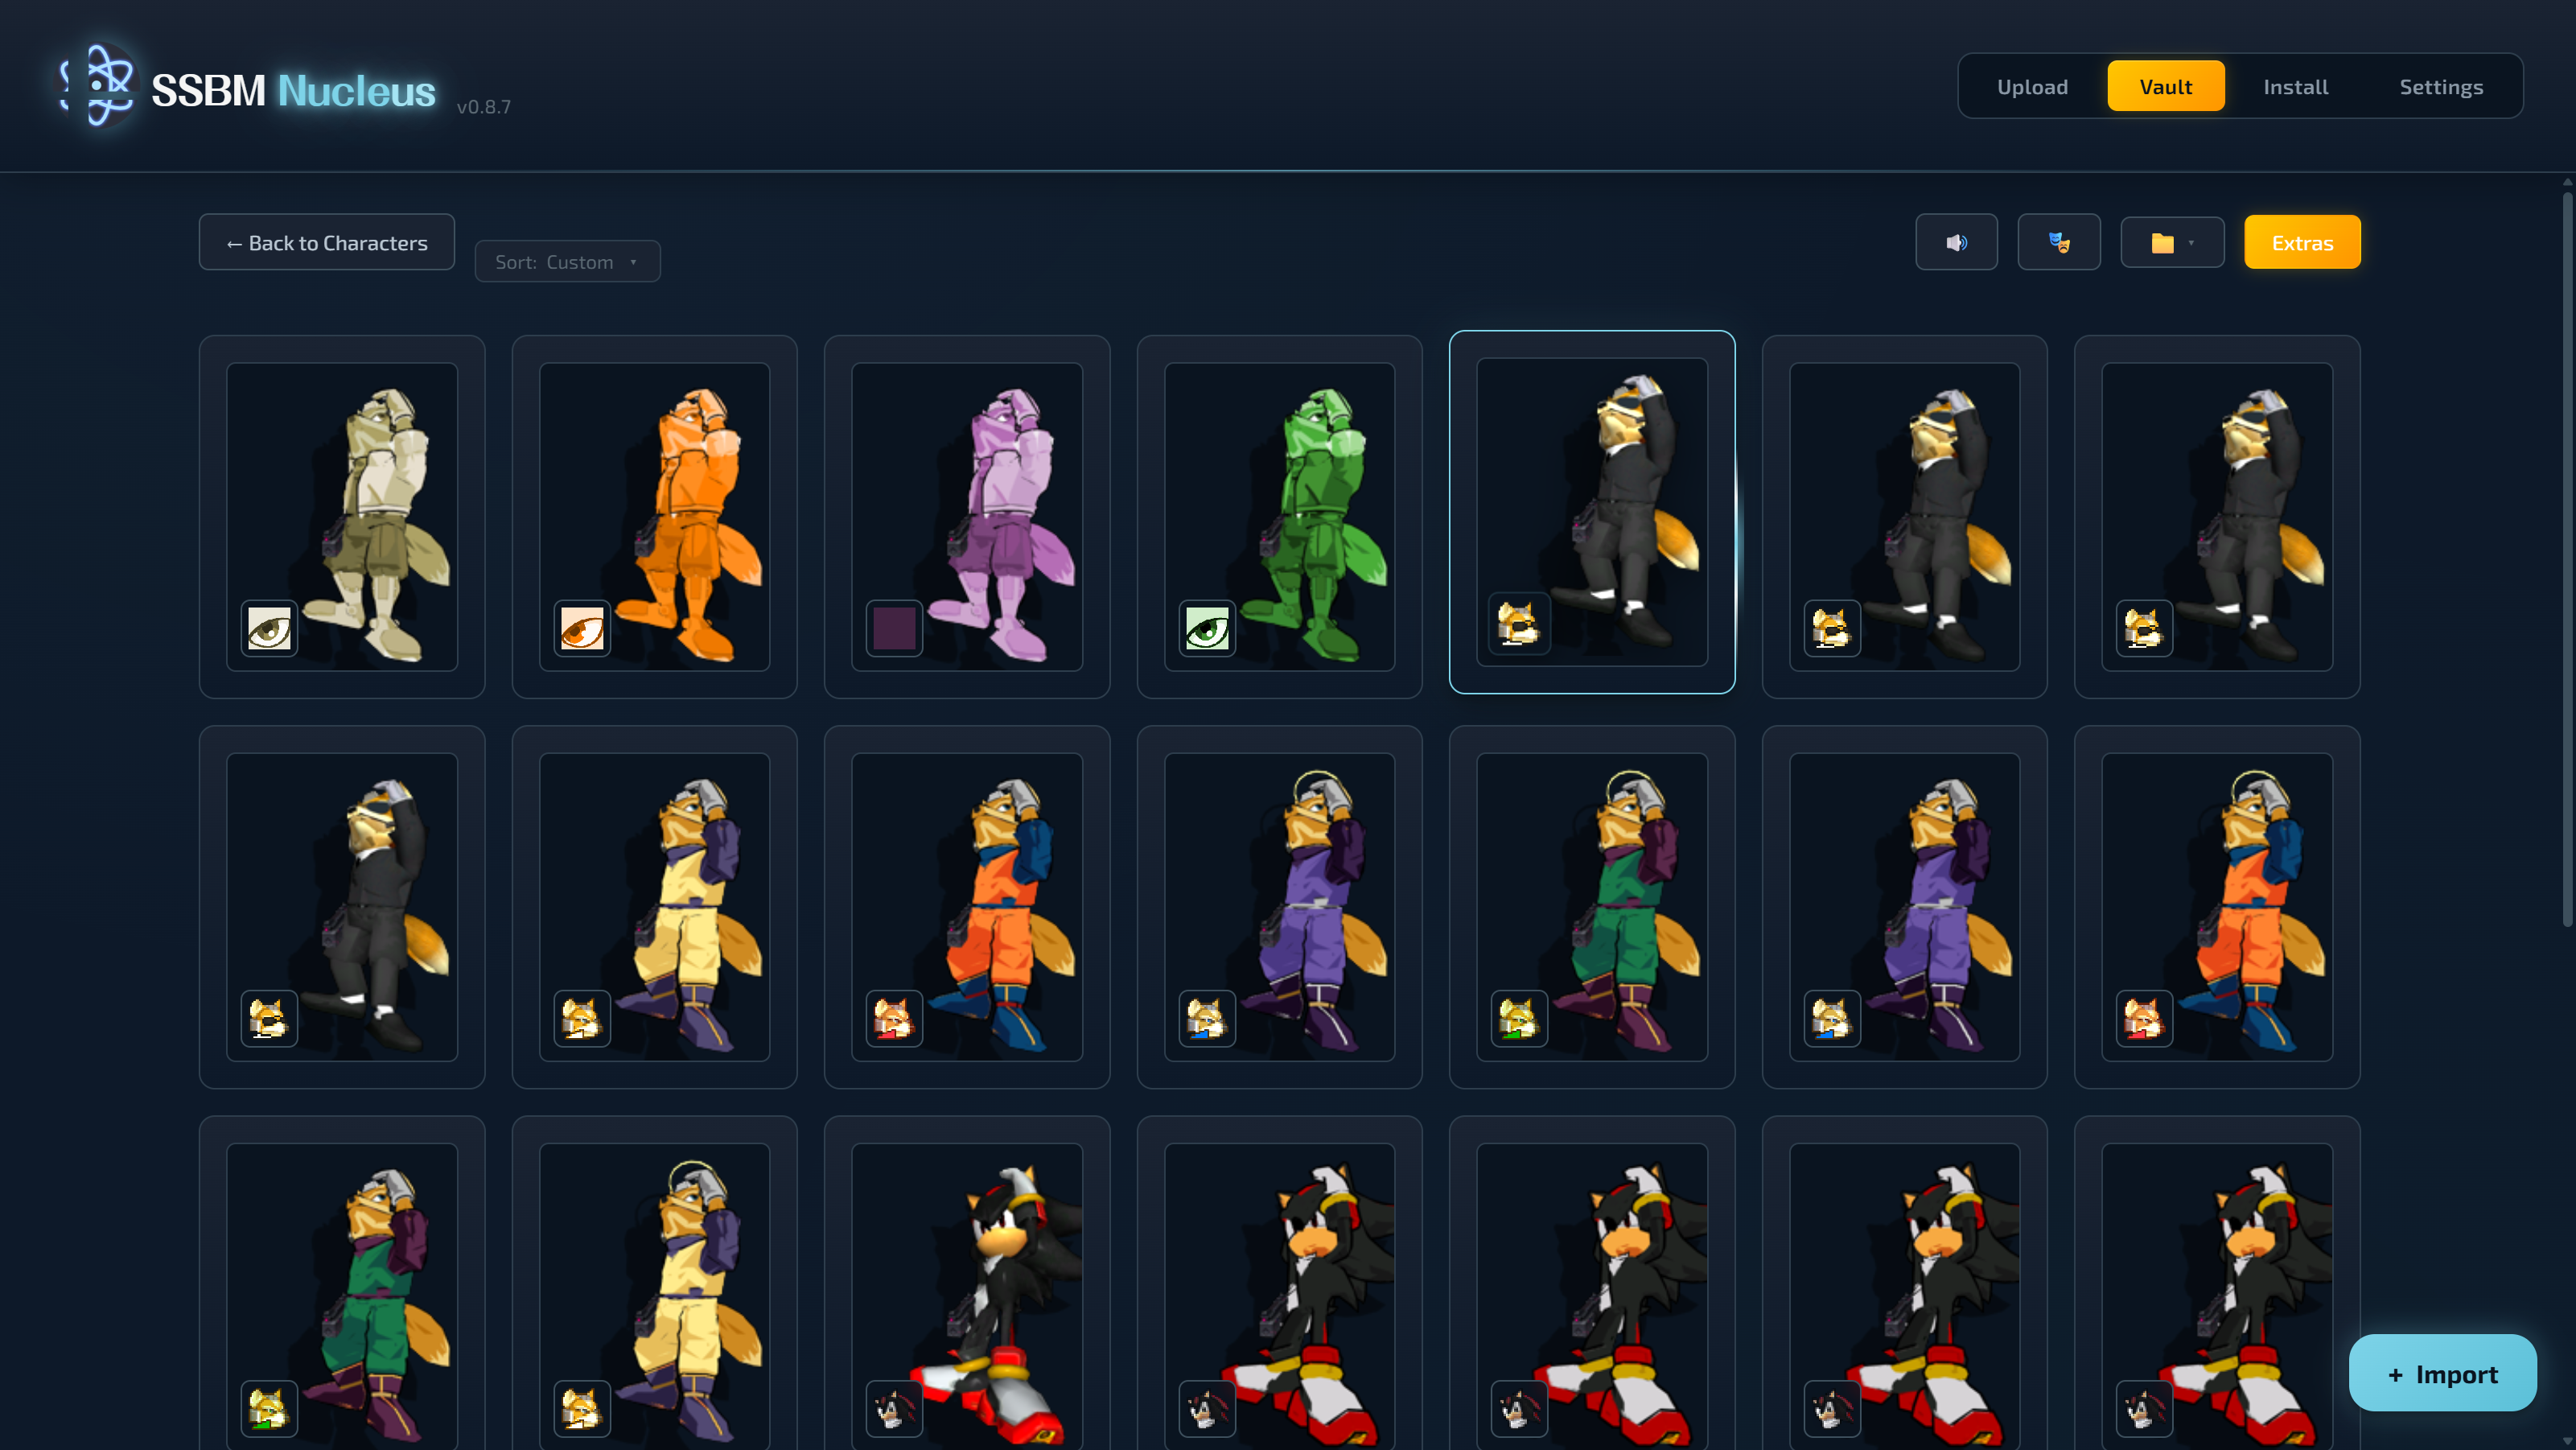 SSBM Nucleus v0.8.7
Upload Vault Install Settings
← Back to Characters
Sort: Custom
Extras
+ Import